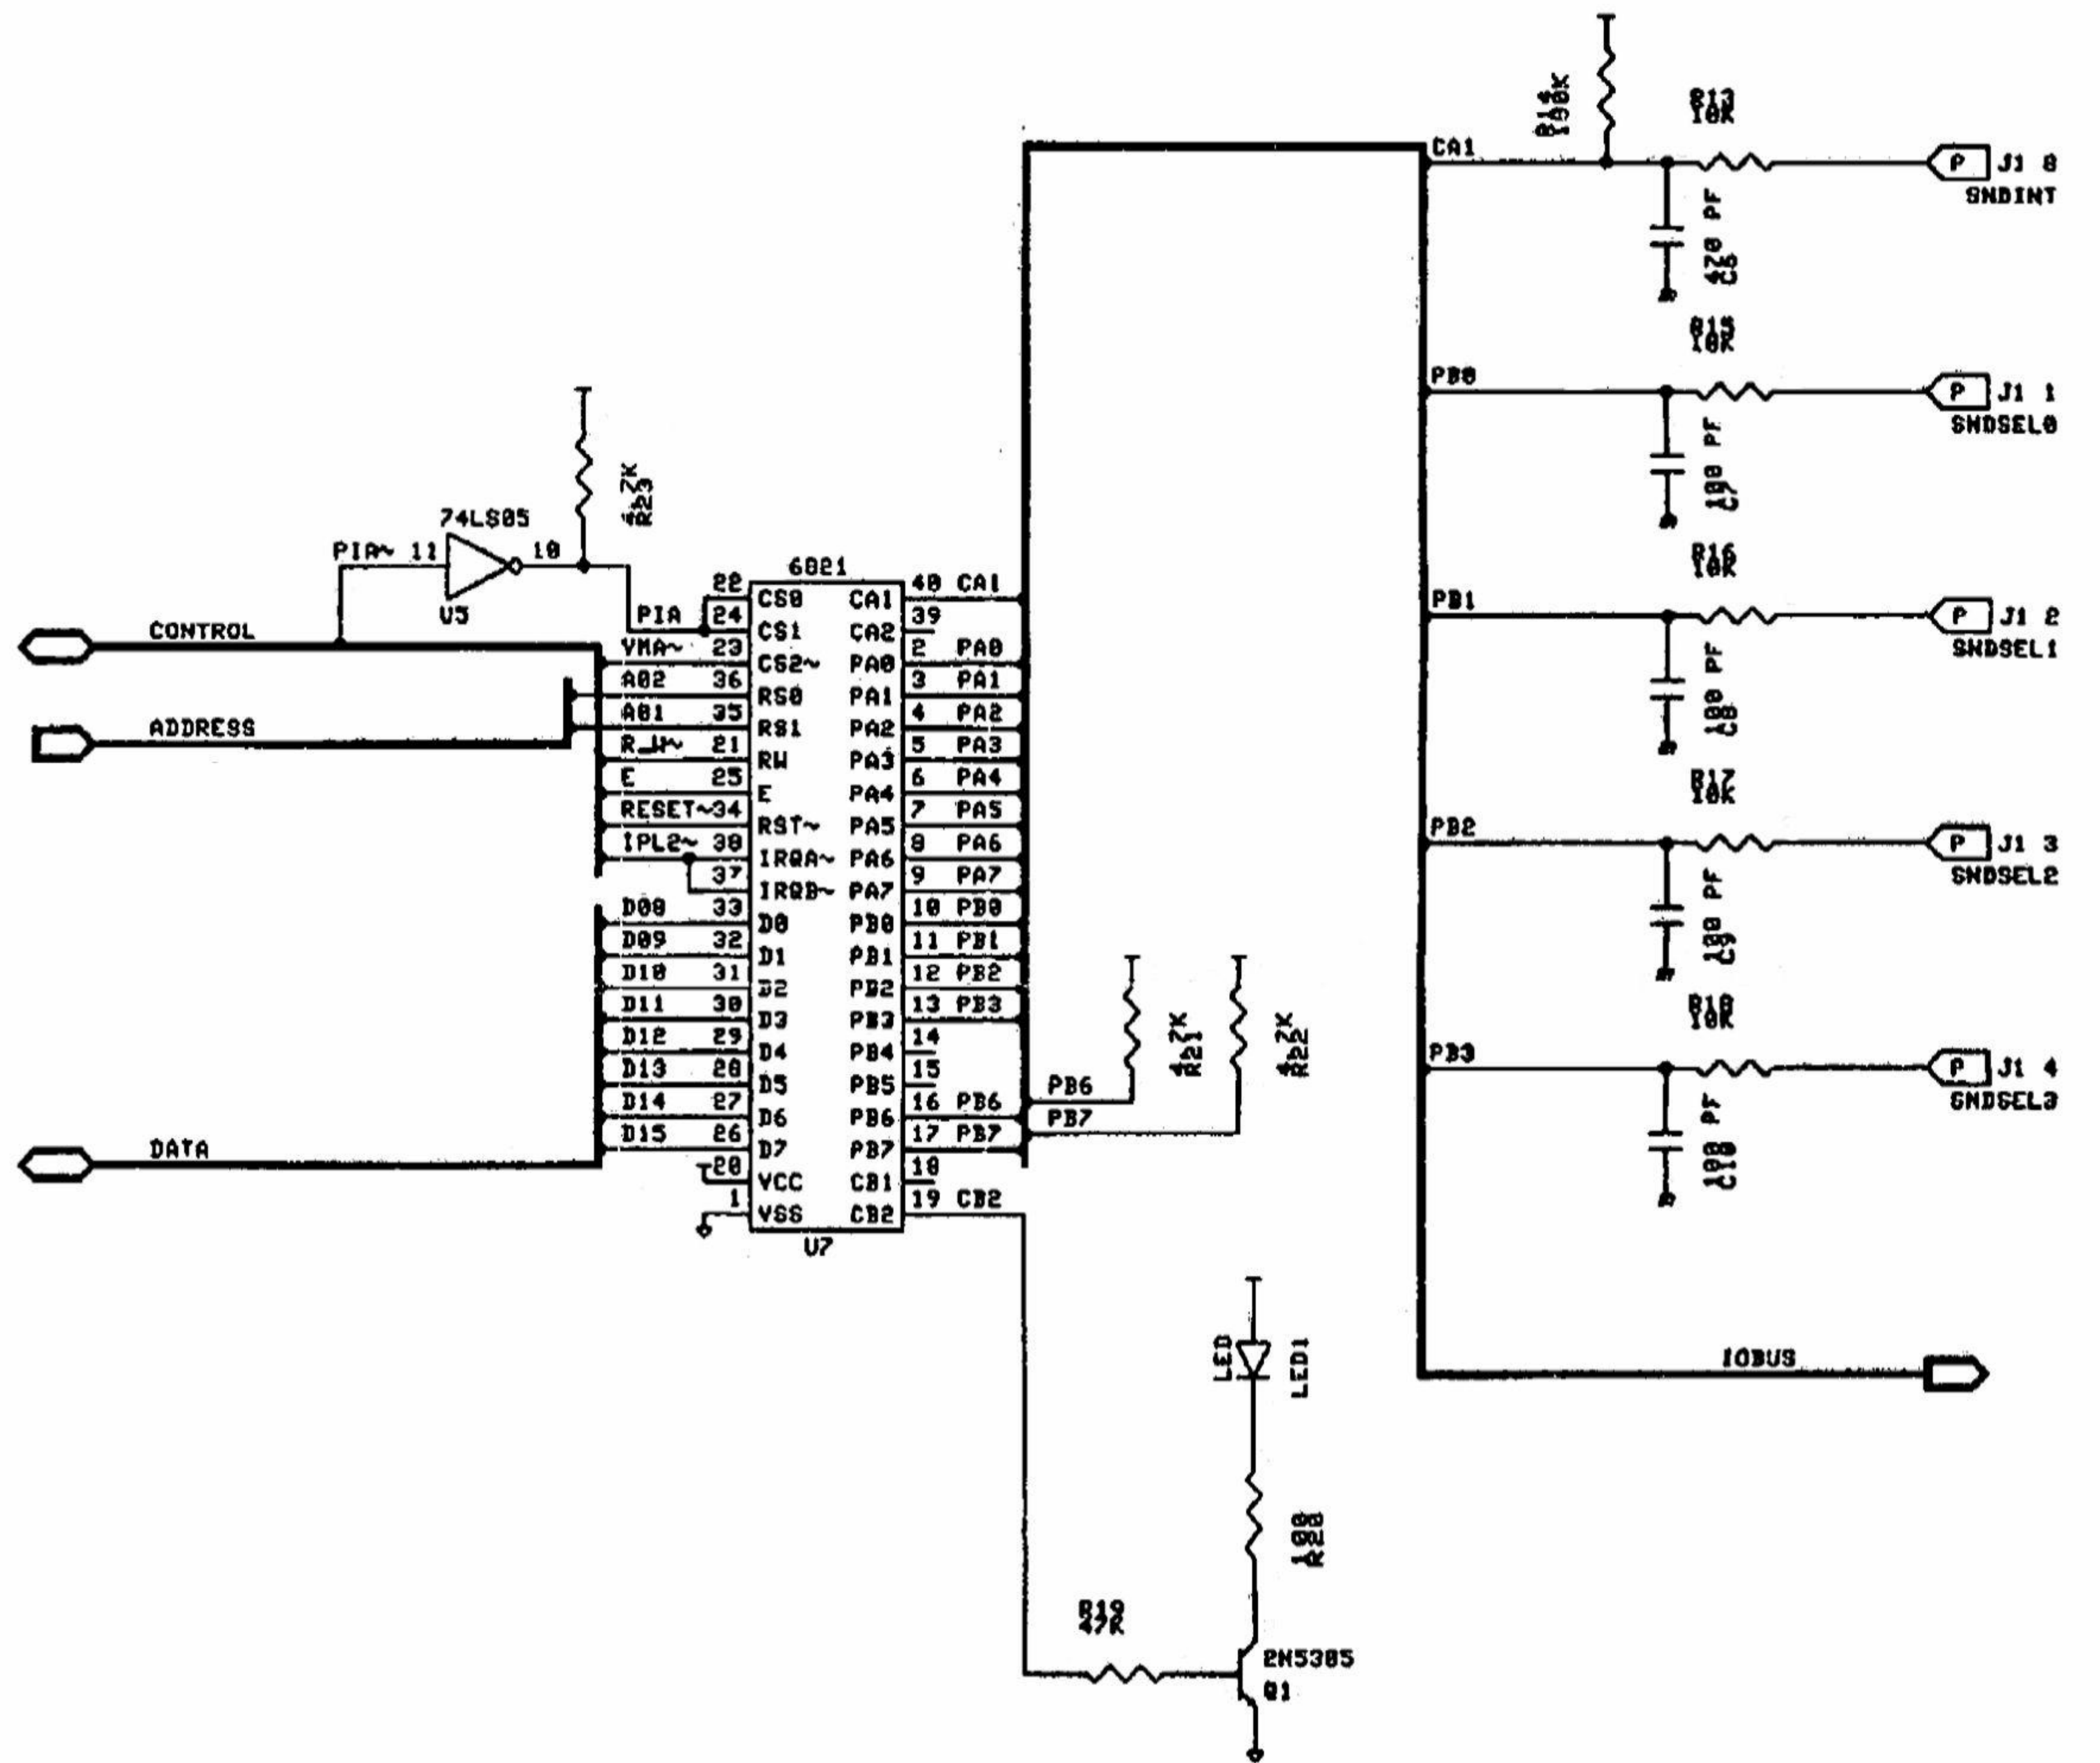 R14
100K
R13
10K
CA1
J1 8
P
SNDINT
470 PF
C6
R15
10K
PB0
P
J1 1
SNDSEL0
100 PF
C7
4.7K
R23
74LS05
PIA~ 11
10
U5
R16
10K
PB1
P
J1 2
SNDSEL1
100 PF
C8
6821
22 CS0
CA1 40 CA1
PIA 24 CS1
CA2 39
CONTROL
VMA~ 23 CS2~
PA0 2 PA0
A02 36 RS0
PA1 3 PA1
ADDRESS
A01 35 RS1
PA2 4 PA2
R_W~ 21 RW
PA3 5 PA3
E 25 E
PA4 6 PA4
RESET~34 RST~
PA5 7 PA5
IPL2~ 38 IRQA~
PA6 8 PA6
37 IRQB~
PA7 9 PA7
D08 33 D0
PB0 10 PB0
D09 32 D1
PB1 11 PB1
D10 31 D2
PB2 12 PB2
D11 30 D3
PB3 13 PB3
D12 29 D4
PB4 14
D13 28 D5
PB5 15
D14 27 D6
PB6 16 PB6
D15 26 D7
PB7 17 PB7
DATA
20 VCC
CB1 18
1 VSS
CB2 19 CB2
U7
R17
10K
PB2
P
J1 3
SNDSEL2
100 PF
C9
4.7K
R21
4.7K
R22
PB6
PB7
R18
10K
PB3
P
J1 4
SNDSEL3
100 PF
C10
LED
LED1
IOBUS
100
R20
R19
47K
2N5305
Q1